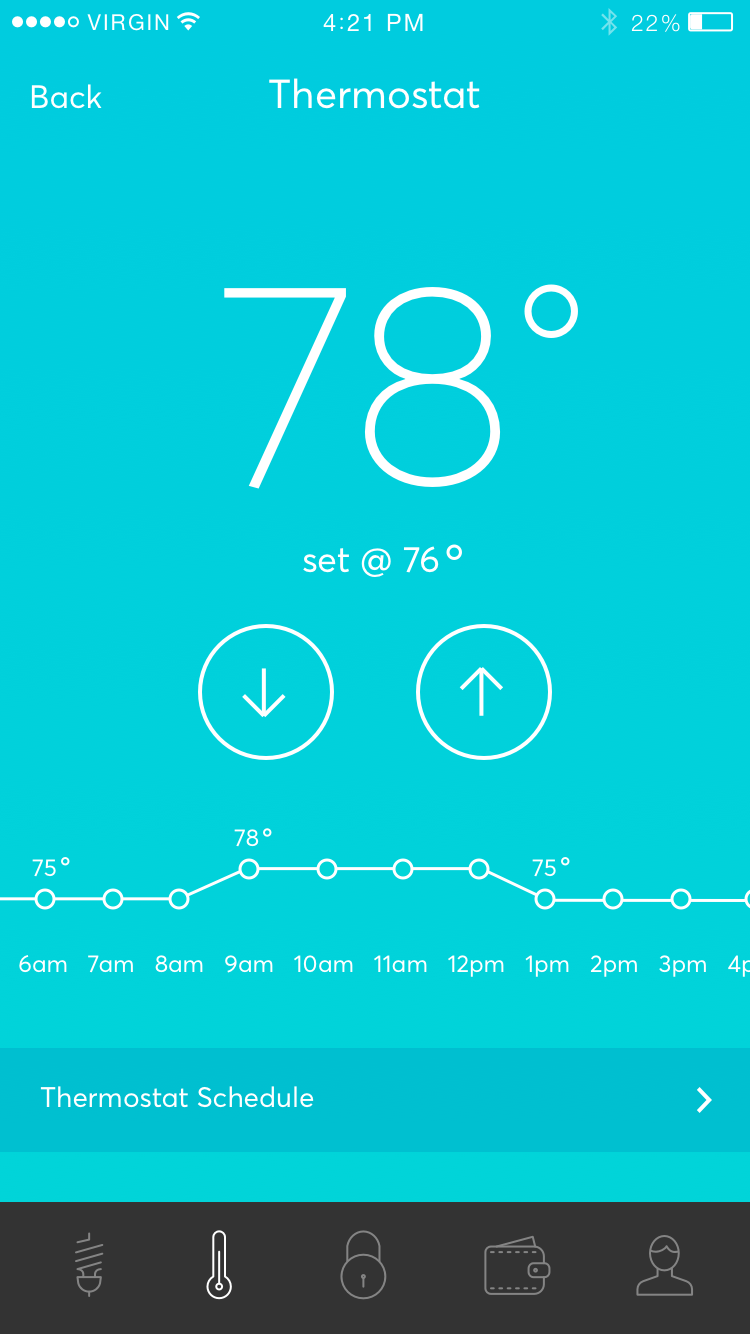 VIRGIN 4:21 PM 22%
Back Thermostat
78°
set @ 76°
78°
75° 75°
6am 7am 8am 9am 10am 11am 12pm 1pm 2pm 3pm 4p
Thermostat Schedule